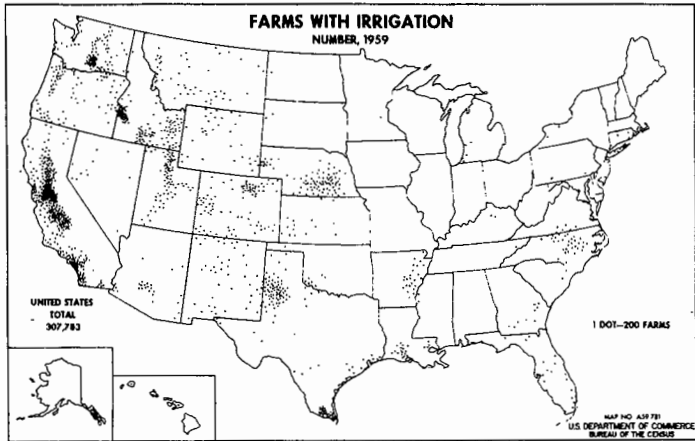 FARMS WITH IRRIGATION
NUMBER, 1959
UNITED STATES
TOTAL
307,783
1 DOT—200 FARMS
MAP NO. A59 781
U.S. DEPARTMENT OF COMMERCE
BUREAU OF THE CENSUS